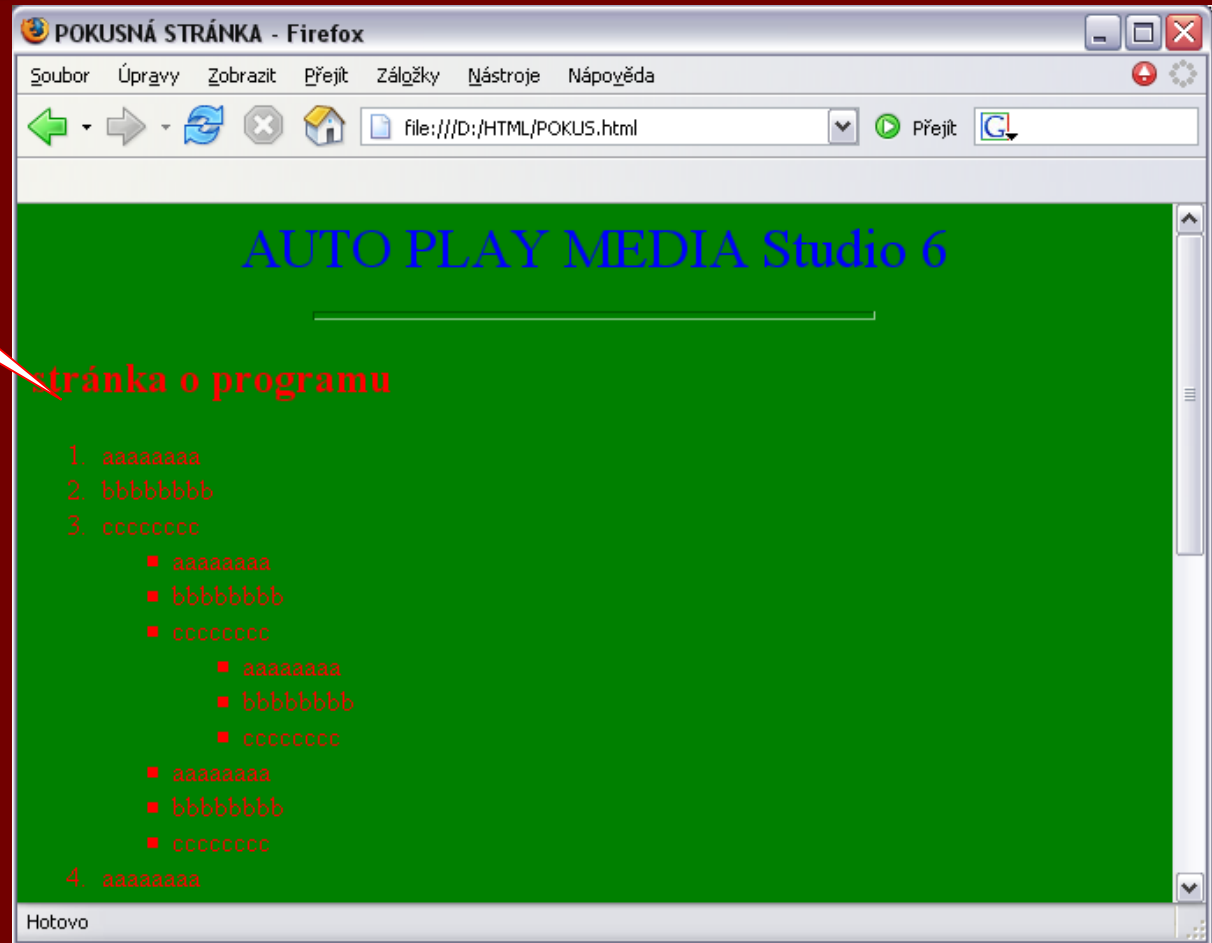 POKUSNÁ STRÁNKA - Firefox
Soubor Úpravy Zobrazit Přejít Záložky Nástroje Nápověda
file:///D:/HTML/POKUS.html Přejít G
AUTO PLAY MEDIA Studio 6
stránka o programu
1. aaaaaaaa
2. bbbbbbbb
3. cccccccc
aaaaaaaa
bbbbbbbb
cccccccc
aaaaaaaa
bbbbbbbb
cccccccc
aaaaaaaa
bbbbbbbb
cccccccc
4. aaaaaaaa
Hotovo